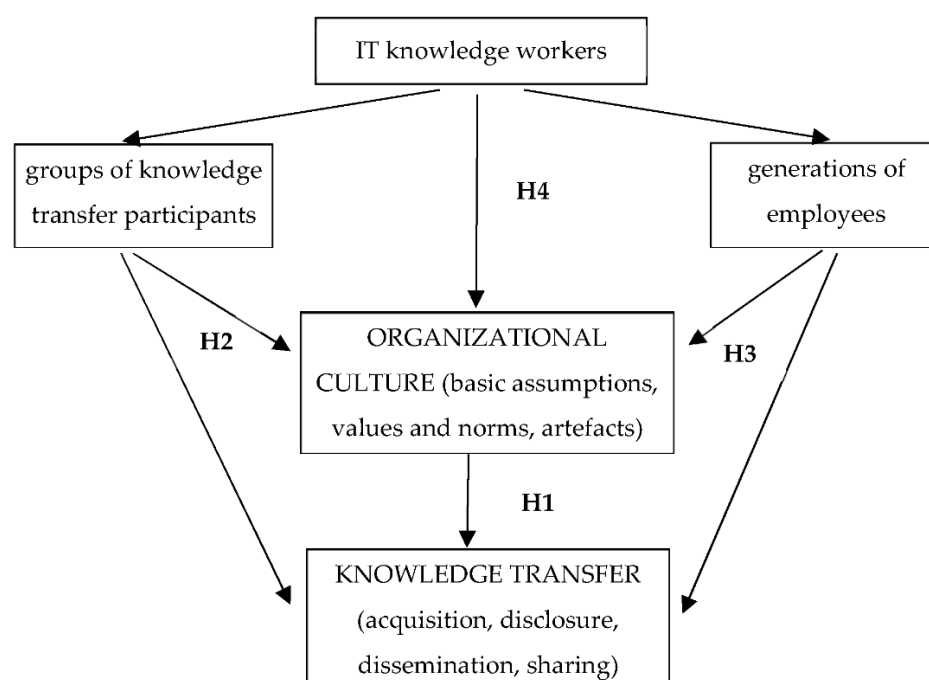 IT knowledge workers
groups of knowledge
transfer participants
H4
generations of
employees
H2
ORGANIZATIONAL
CULTURE (basic assumptions,
values and norms, artefacts)
H3
H1
KNOWLEDGE TRANSFER
(acquisition, disclosure,
dissemination, sharing)